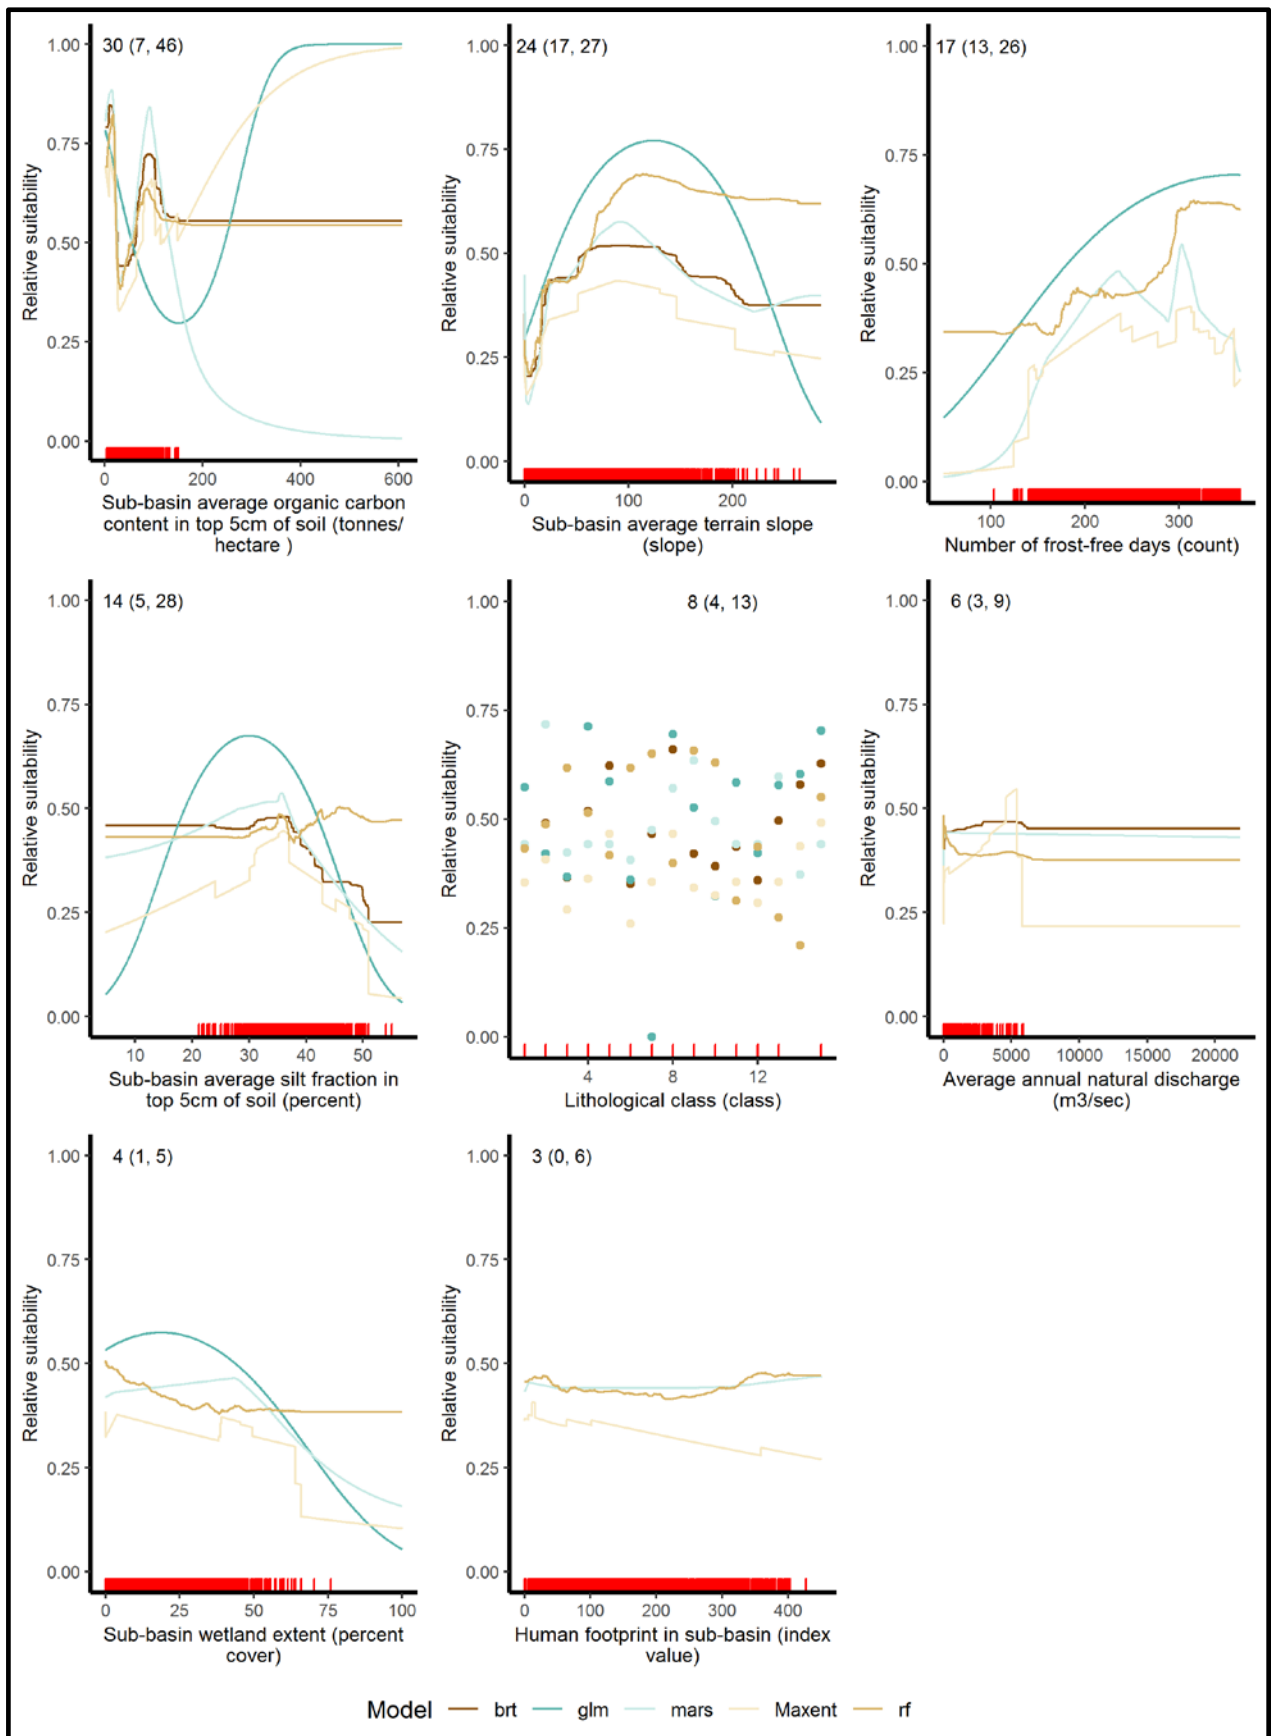 30 (7, 46)
1.00
0.75
0.50
0.25
0.00
Relative suitability
0 200 400 600
Sub-basin average organic carbon
content in top 5cm of soil (tonnes/
hectare )
24 (17, 27)
1.00
0.75
0.50
0.25
0.00
Relative suitability
0 100 200
Sub-basin average terrain slope
(slope)
17 (13, 26)
1.00
0.75
0.50
0.25
0.00
Relative suitability
100 200 300
Number of frost-free days (count)
14 (5, 28)
1.00
0.75
0.50
0.25
0.00
Relative suitability
10 20 30 40 50
Sub-basin average silt fraction in
top 5cm of soil (percent)
8 (4, 13)
1.00
0.75
0.50
0.25
0.00
Relative suitability
4 8 12
Lithological class (class)
6 (3, 9)
1.00
0.75
0.50
0.25
0.00
Relative suitability
0 5000 10000 15000 20000
Average annual natural discharge
(m3/sec)
4 (1, 5)
1.00
0.75
0.50
0.25
0.00
Relative suitability
0 25 50 75 100
Sub-basin wetland extent (percent
cover)
3 (0, 6)
1.00
0.75
0.50
0.25
0.00
Relative suitability
0 100 200 300 400
Human footprint in sub-basin (index
value)
Model brt glm mars Maxent rf